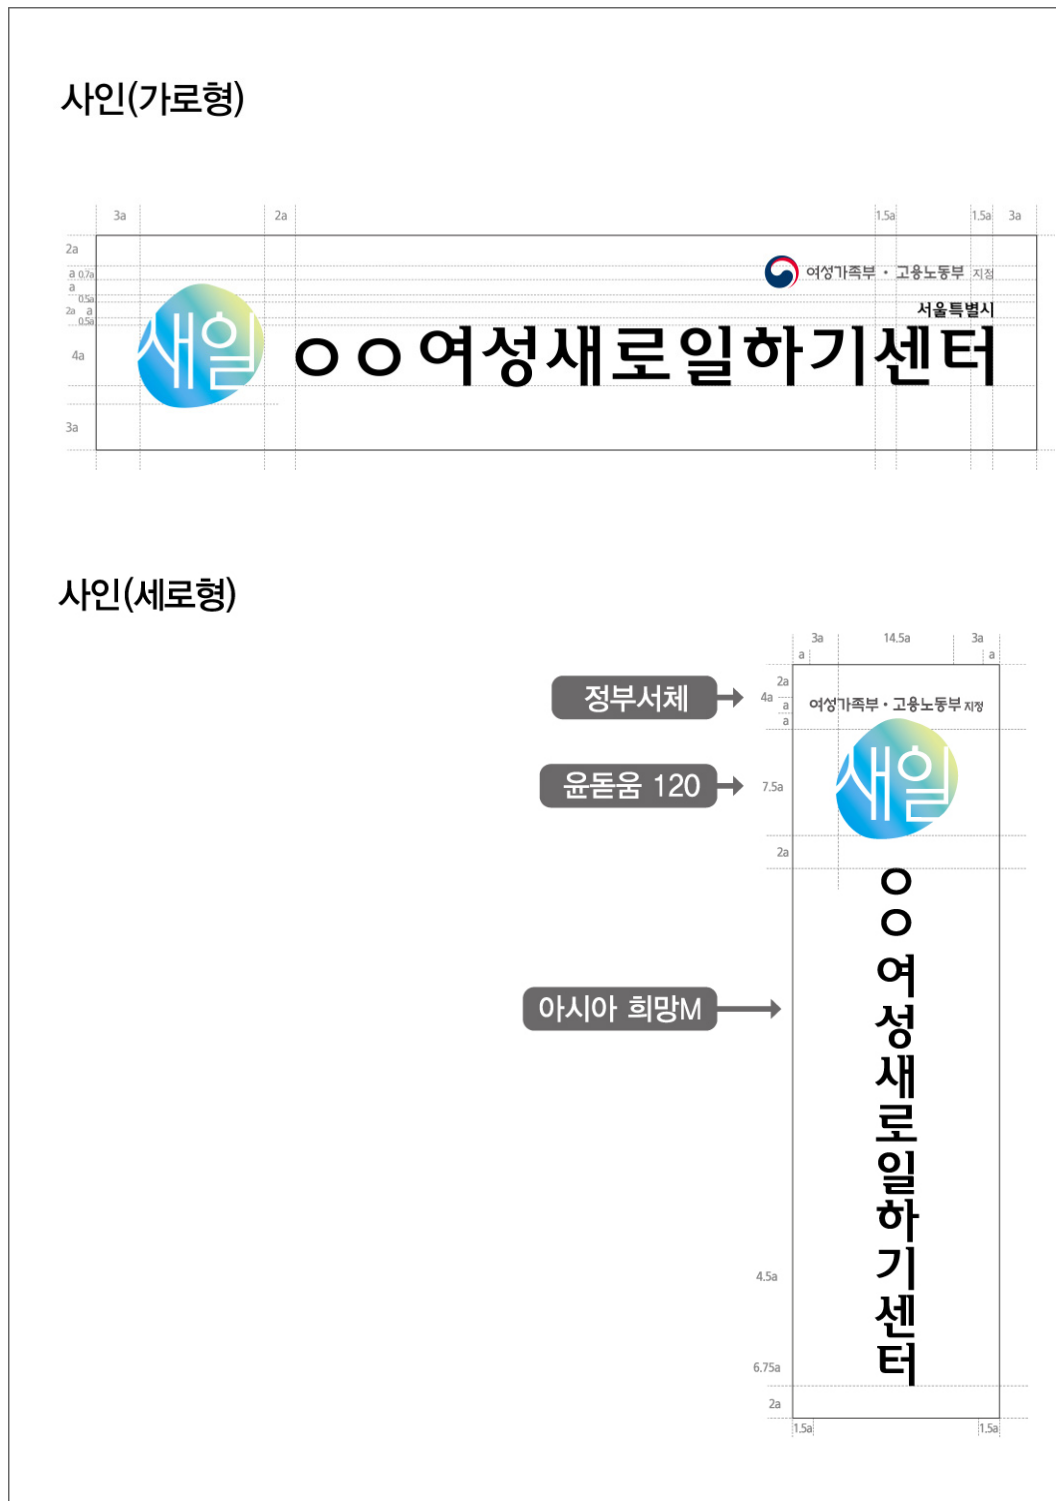 사인(가로형)
3a 2a 1.5a 1.5a 3a
2a
a 0.7a
a
0.5a
2a a
0.5a
4a
3a
여성가족부 · 고용노동부 지정
서울특별시
새일 ㅇㅇ여성새로일하기센터
사인(세로형)
3a 14.5a 3a
a a
정부서체
2a
4a
a
a
여성가족부 · 고용노동부 지정
윤돋움 120
7.5a
새일
2a
아시아 희망M
ㅇ
ㅇ
여
성
새
로
일
하
기
센
터
4.5a
6.75a
2a
1.5a 1.5a